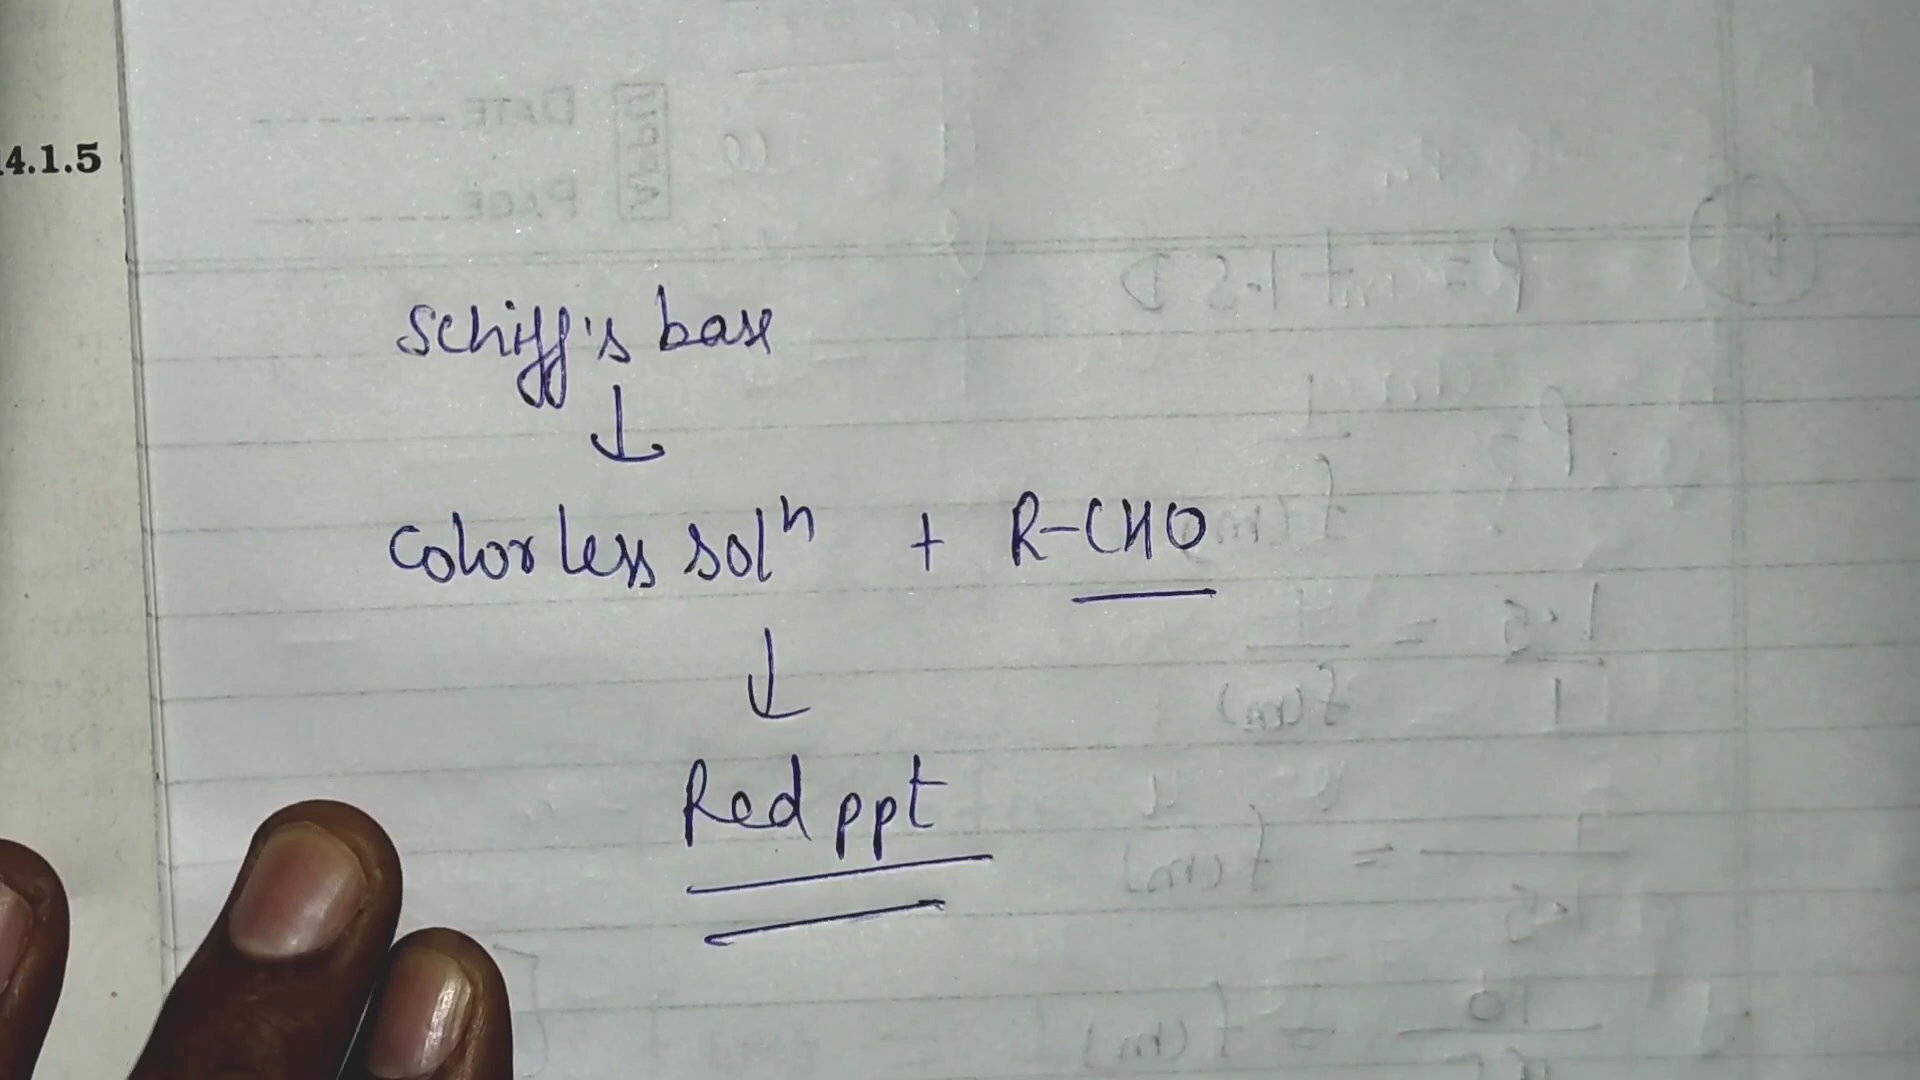 4.1.5
Schiff's base
↓
Colorless solⁿ + R-CHO
↓
Red ppt